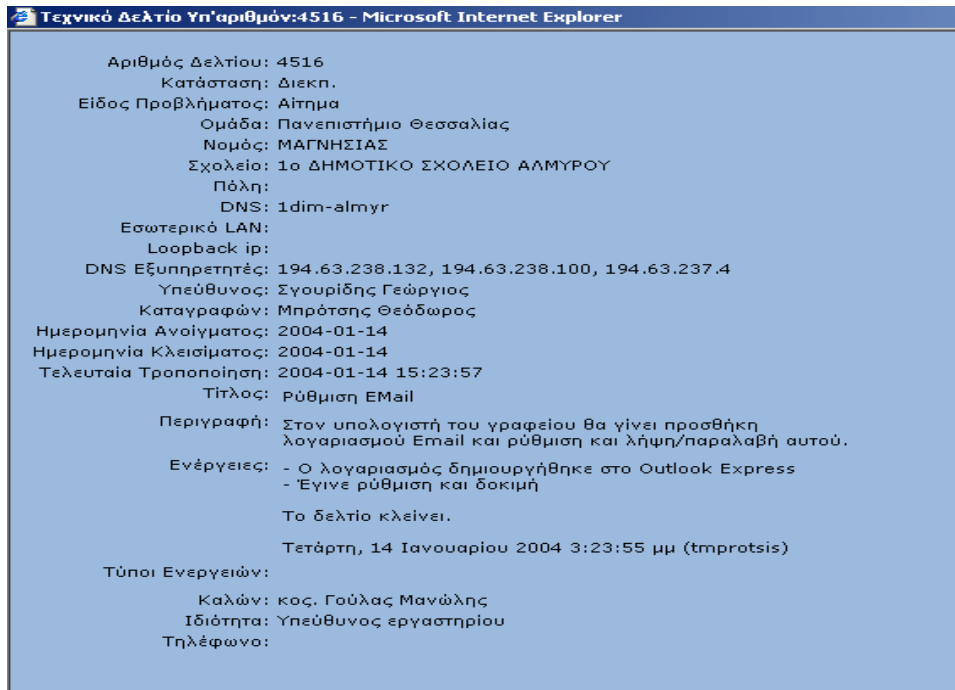 Τεχνικό Δελτίο Υπ'αριθμόν:4516 - Microsoft Internet Explorer
Αριθμός Δελτίου: 4516
Κατάσταση: Διεκπ.
Είδος Προβλήματος: Αίτημα
Ομάδα: Πανεπιστήμιο Θεσσαλίας
Νομός: ΜΑΓΝΗΣΙΑΣ
Σχολείο: 1ο ΔΗΜΟΤΙΚΟ ΣΧΟΛΕΙΟ ΑΛΜΥΡΟΥ
Πόλη:
DNS: 1dim-almyr
Εσωτερικό LAN:
Loopback ip:
DNS Εξυπηρετητές: 194.63.238.132, 194.63.238.100, 194.63.237.4
Υπεύθυνος: Σγουρίδης Γεώργιος
Καταγραφών: Μπρότσης Θεόδωρος
Ημερομηνία Ανοίγματος: 2004-01-14
Ημερομηνία Κλεισίματος: 2004-01-14
Τελευταία Τροποποίηση: 2004-01-14 15:23:57
Τίτλος: Ρύθμιση EMail
Περιγραφή: Στον υπολογιστή του γραφείου θα γίνει προσθήκη
λογαριασμού Email και ρύθμιση και λήψη/παραλαβή αυτού.
Ενέργειες: - Ο λογαριασμός δημιουργήθηκε στο Outlook Express
- Έγινε ρύθμιση και δοκιμή
Το δελτίο κλείνει.
Τετάρτη, 14 Ιανουαρίου 2004 3:23:55 μμ (tmprotsis)
Τύποι Ενεργειών:
Καλών: κος. Γούλας Μανώλης
Ιδιότητα: Υπεύθυνος εργαστηρίου
Τηλέφωνο: